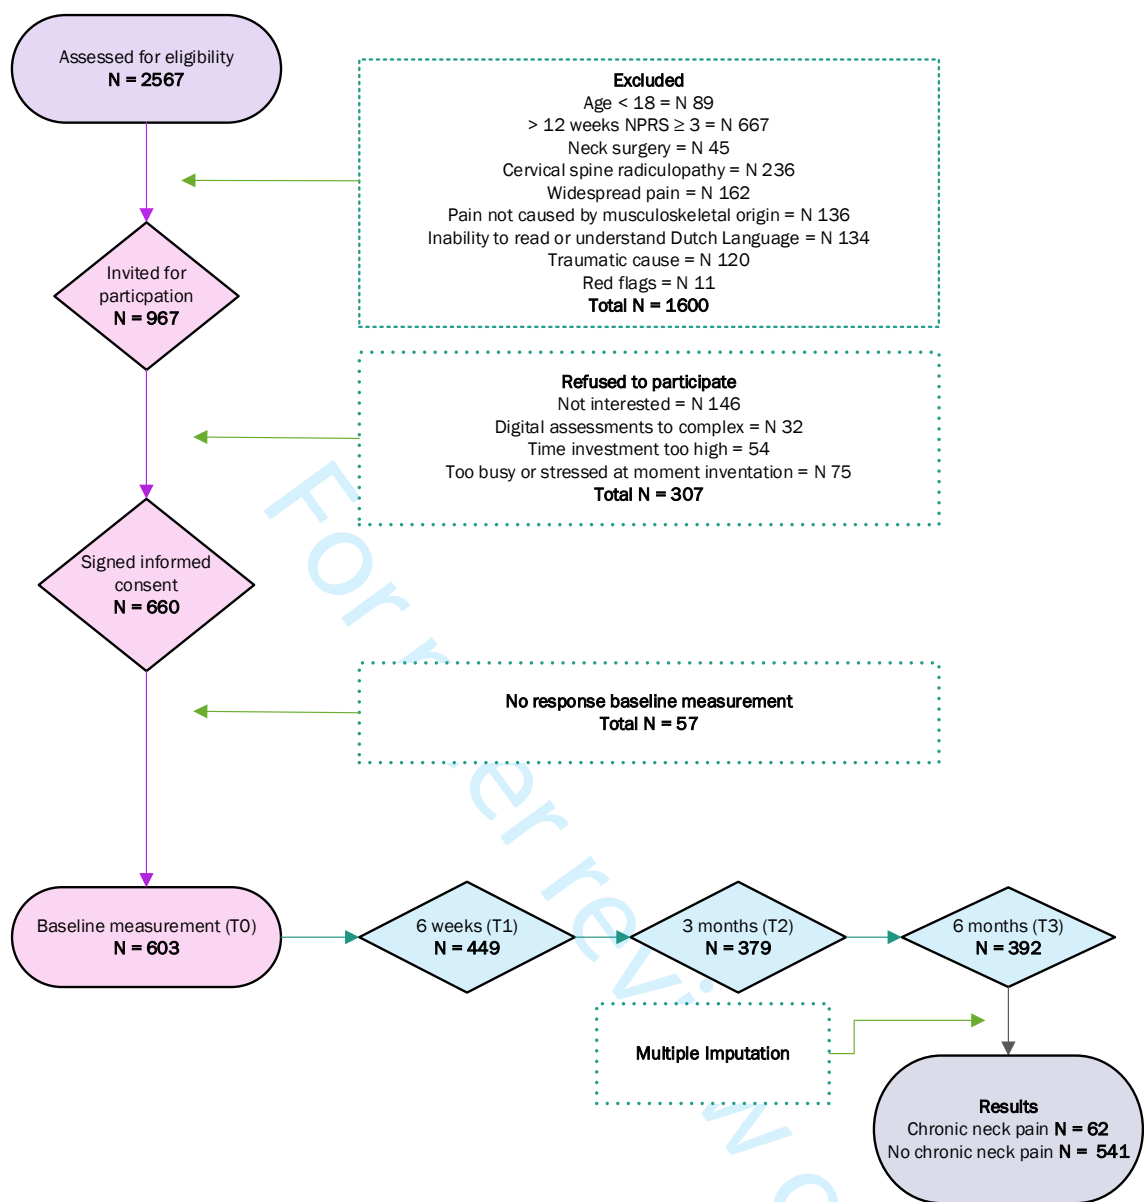 Assessed for eligibility
N = 2567
Excluded
Age < 18 = N 89
> 12 weeks NPRS ≥ 3 = N 667
Neck surgery = N 45
Cervical spine radiculopathy = N 236
Widespread pain = N 162
Pain not caused by musculoskeletal origin = N 136
Inability to read or understand Dutch Language = N 134
Traumatic cause = N 120
Red flags = N 11
Total N = 1600
Invited for
particpation
N = 967
Refused to participate
Not interested = N 146
Digital assessments to complex = N 32
Time investment too high = 54
Too busy or stressed at moment inventation = N 75
Total N = 307
Signed informed
consent
N = 660
No response baseline measurement
Total N = 57
Baseline measurement (T0)
N = 603
6 weeks (T1)
N = 449
3 months (T2)
N = 379
6 months (T3)
N = 392
Multiple Imputation
Results
Chronic neck pain N = 62
No chronic neck pain N = 541
For
review